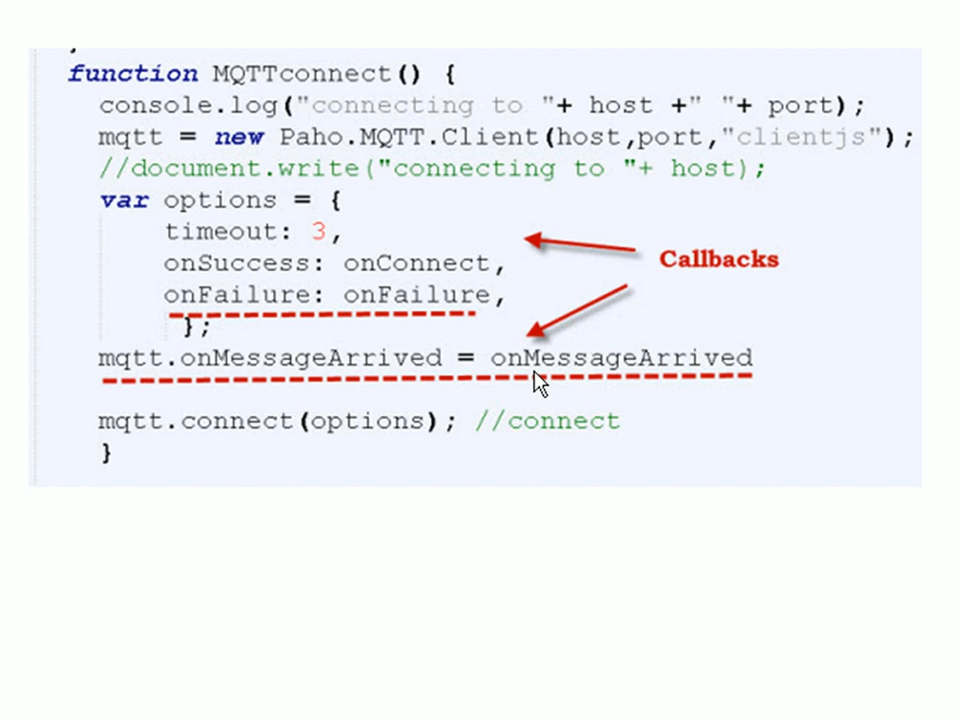 function MQTTconnect() {
console.log("connecting to "+ host +" "+ port);
mqtt = new Paho.MQTT.Client(host,port,"clientjs");
//document.write("connecting to "+ host);
var options = {
timeout: 3,
onSuccess: onConnect,
Callbacks
onFailure: onFailure,
};
mqtt.onMessageArrived = onMessageArrived
mqtt.connect(options); //connect
}